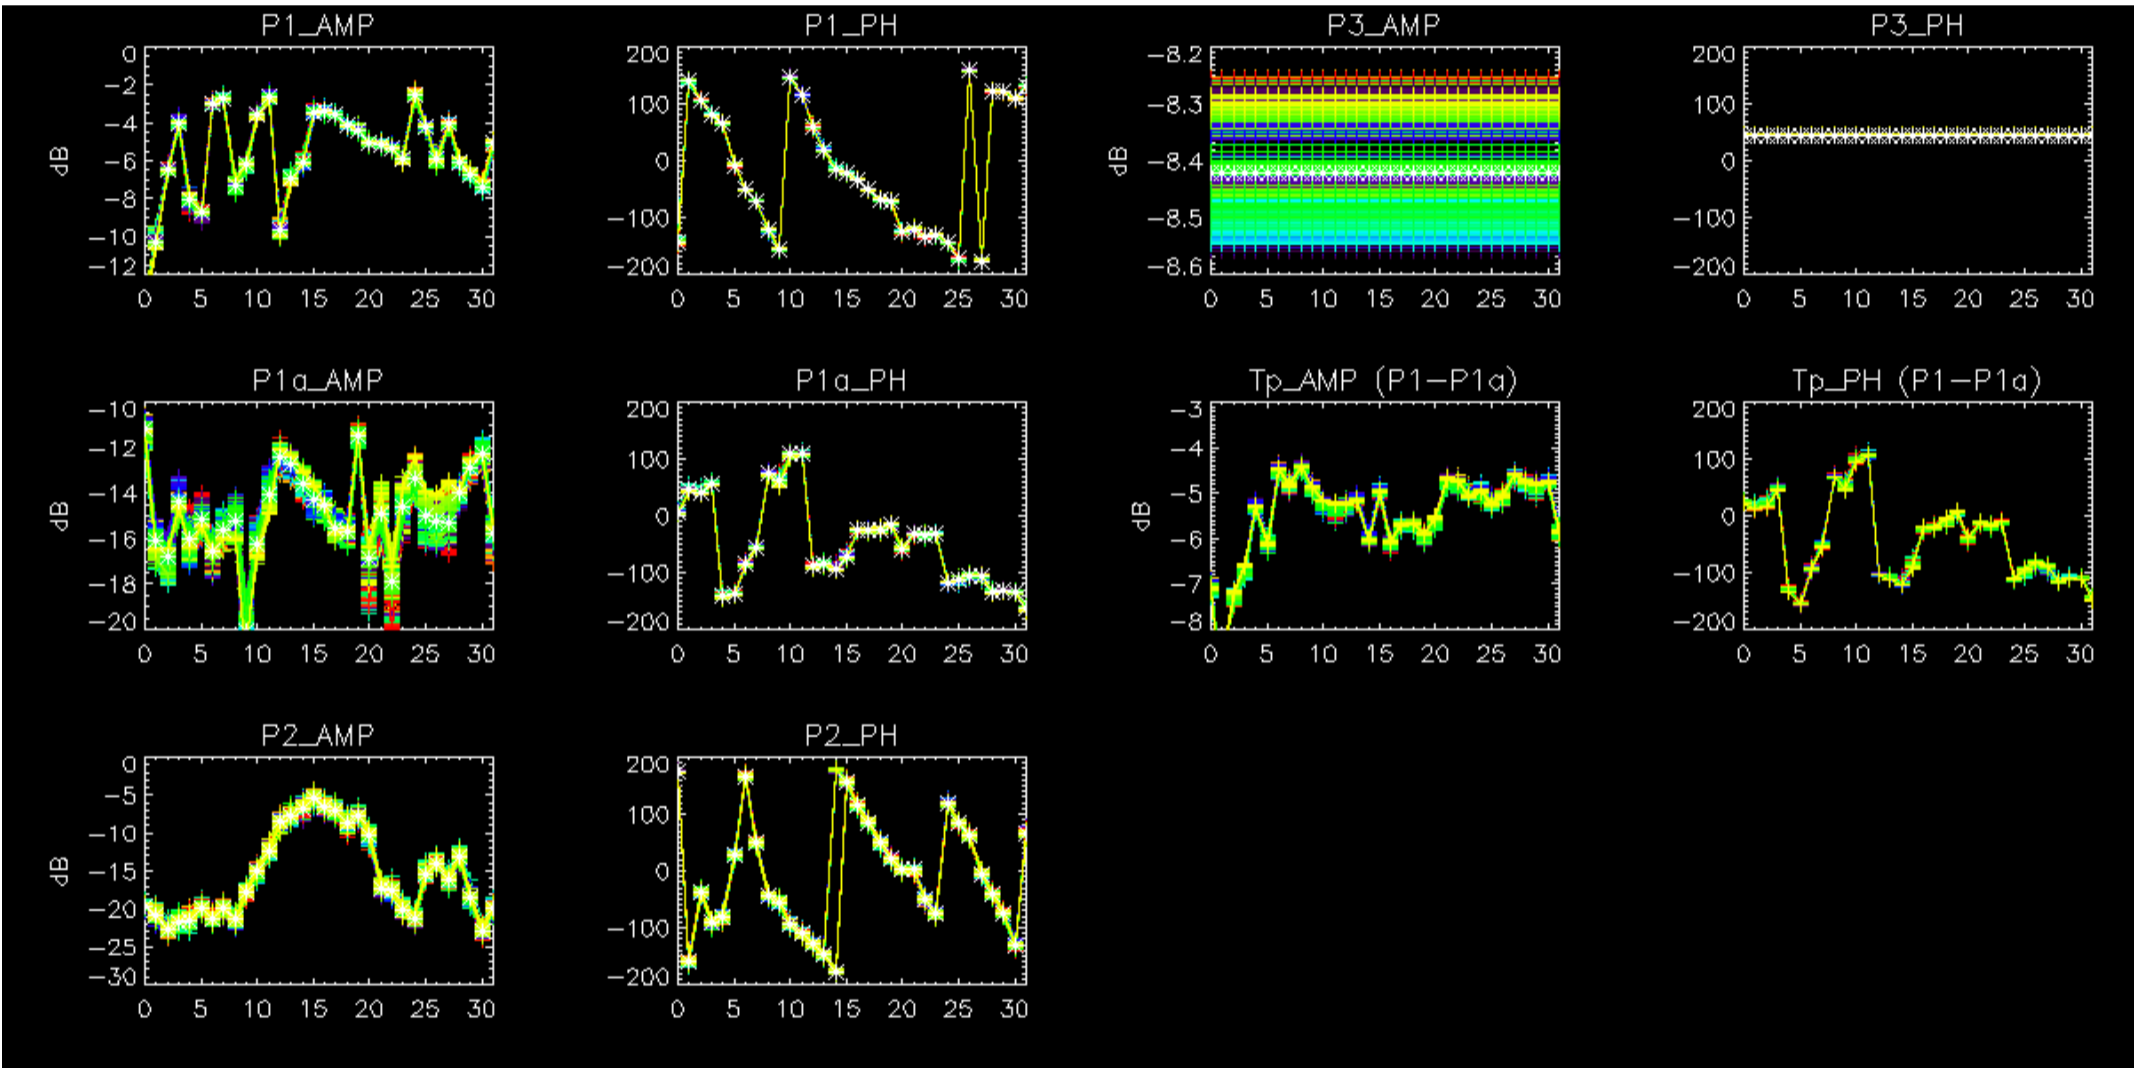 P1_AMP
0
−2
−4
−6
−8
−10
−12
dB
0 5 10 15 20 25 30
P1_PH
200
100
0
−100
−200
0 5 10 15 20 25 30
P3_AMP
−8.2
−8.3
−8.4
−8.5
−8.6
dB
0 5 10 15 20 25 30
P3_PH
200
100
0
−100
−200
0 5 10 15 20 25 30
P1a_AMP
−10
−12
−14
−16
−18
−20
dB
0 5 10 15 20 25 30
P1a_PH
200
100
0
−100
−200
0 5 10 15 20 25 30
Tp_AMP (P1−P1a)
−3
−4
−5
−6
−7
−8
dB
0 5 10 15 20 25 30
Tp_PH (P1−P1a)
200
100
0
−100
−200
0 5 10 15 20 25 30
P2_AMP
0
−5
−10
−15
−20
−25
−30
dB
0 5 10 15 20 25 30
P2_PH
200
100
0
−100
−200
0 5 10 15 20 25 30